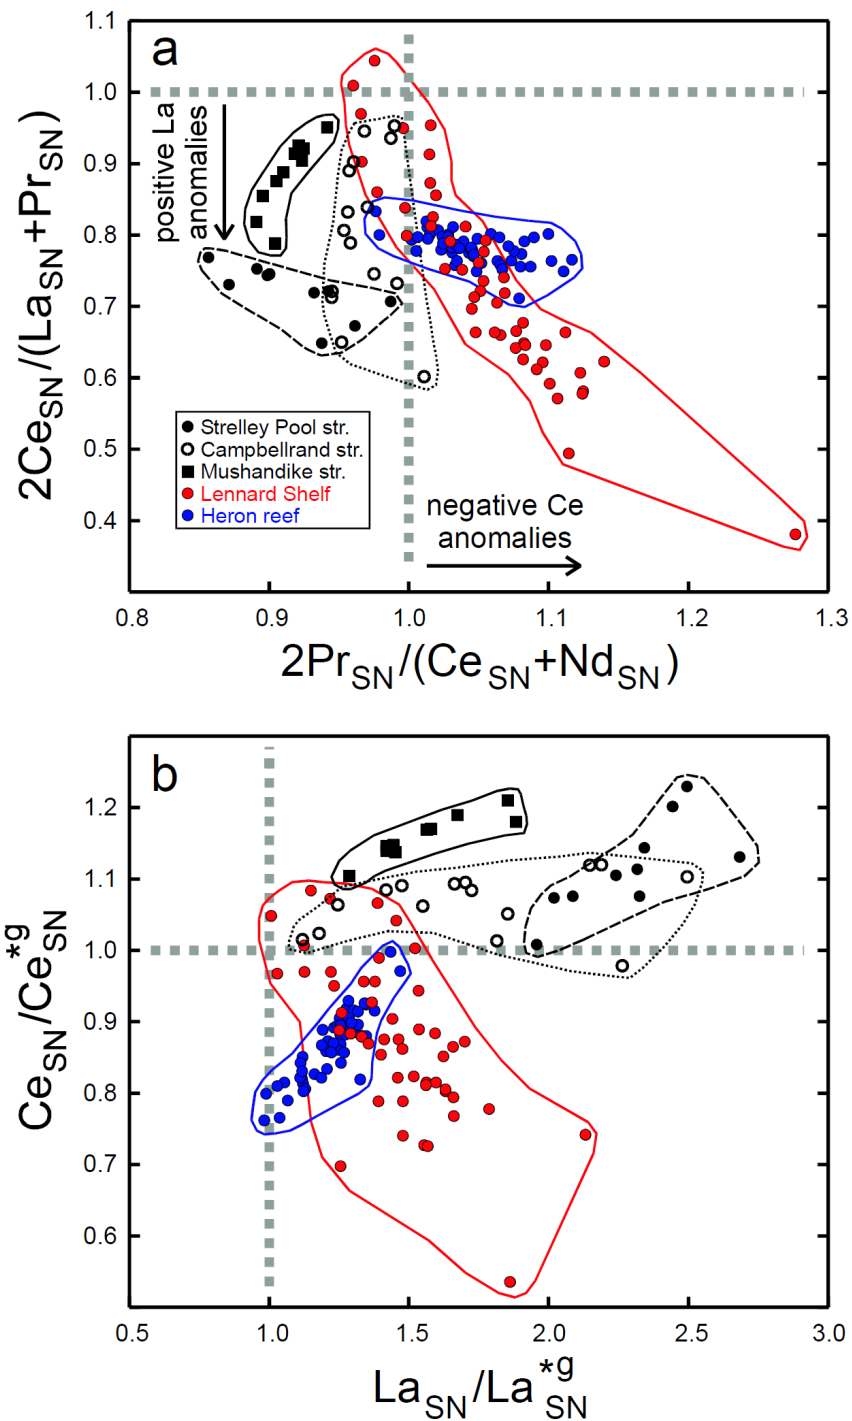 a
1.1
1.0
0.9
0.8
0.7
0.6
0.5
0.4
2Ce_SN/(La_SN+Pr_SN)
positive La
anomalies
Strelley Pool str.
Campbellrand str.
Mushandike str.
Lennard Shelf
Heron reef
negative Ce
anomalies
0.8 0.9 1.0 1.1 1.2 1.3
2Pr_SN/(Ce_SN+Nd_SN)
b
1.2
1.1
1.0
0.9
0.8
0.7
0.6
Ce_SN/Ce_SN^*g
0.5 1.0 1.5 2.0 2.5 3.0
La_SN/La_SN^*g